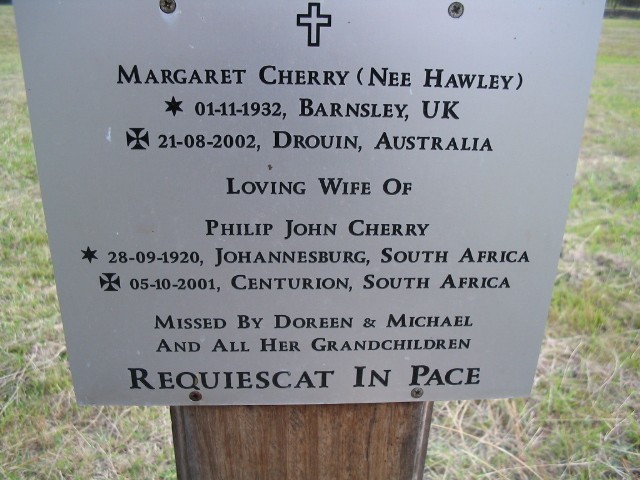 MARGARET CHERRY (NEE HAWLEY)
01-11-1932, BARNSLEY, UK
21-08-2002, DROUIN, AUSTRALIA
LOVING WIFE OF
PHILIP JOHN CHERRY
28-09-1920, JOHANNESBURG, SOUTH AFRICA
05-10-2001, CENTURION, SOUTH AFRICA
MISSED BY DOREEN & MICHAEL
AND ALL HER GRANDCHILDREN
REQUIESCAT IN PACE